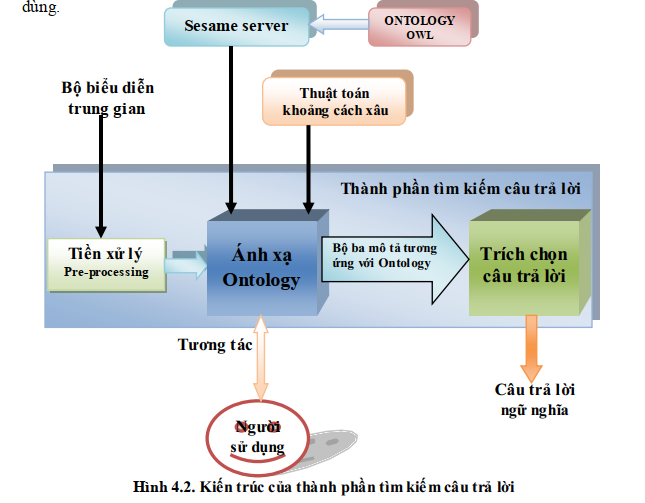 dùng.
Sesame server
ONTOLOGY
OWL
Bộ biểu diễn
trung gian
Thuật toán
khoảng cách xâu
Thành phần tìm kiếm câu trả lời
Tiền xử lý
Pre-processing
Ánh xạ
Ontology
Bộ ba mô tả tương
ứng với Ontology
Trích chọn
câu trả lời
Tương tác
Câu trả lời
ngữ nghĩa
Người
sử dụng
Hình 4.2. Kiến trúc của thành phần tìm kiếm câu trả lời